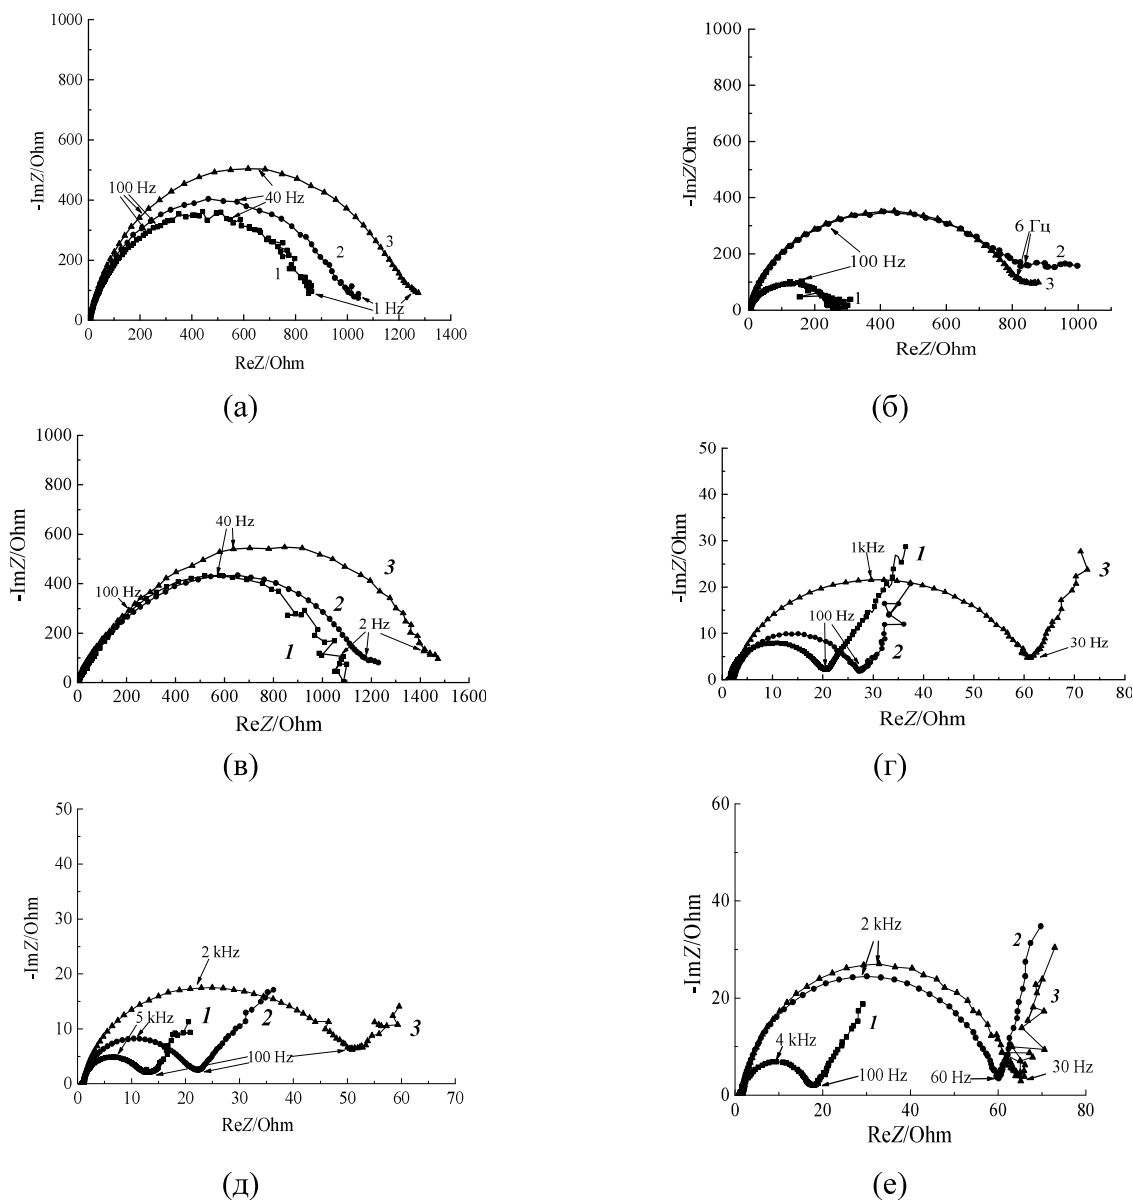 1000
800
600
400
200
0
-ImZ/Ohm
100 Hz
40 Hz
1
2
3
1 Hz
0 200 400 600 800 1000 1200 1400
ReZ/Ohm
(а)
1000
800
600
400
200
0
-ImZ/Ohm
6 Гц
100 Hz
2
3
1
0 200 400 600 800 1000
ReZ/Ohm
(б)
1000
800
600
400
200
0
-ImZ/Ohm
40 Hz
100 Hz
3
2
1
2 Hz
0 200 400 600 800 1000 1200 1400 1600
ReZ/Ohm
(в)
50
40
30
20
10
0
-ImZ/Ohm
1kHz
1
3
100 Hz
2
30 Hz
0 10 20 30 40 50 60 70 80
ReZ/Ohm
(г)
50
40
30
20
10
0
-ImZ/Ohm
2 kHz
5 kHz
1
2
3
100 Hz
0 10 20 30 40 50 60 70
ReZ/Ohm
(д)
60
40
20
0
-ImZ/Ohm
2 kHz
2
3
1
4 kHz
100 Hz
60 Hz
30 Hz
0 20 40 60 80
ReZ/Ohm
(е)